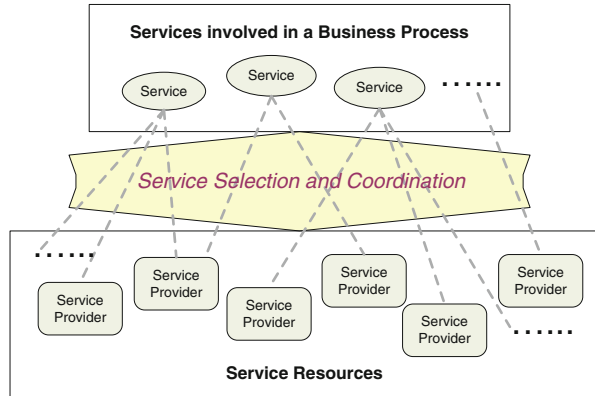 Services involved in a Business Process
Service
Service
Service
......
Service Selection and Coordination
......
Service
Provider
Service
Provider
Service
Provider
Service
Provider
Service
Provider
Service
Provider
......
Service Resources